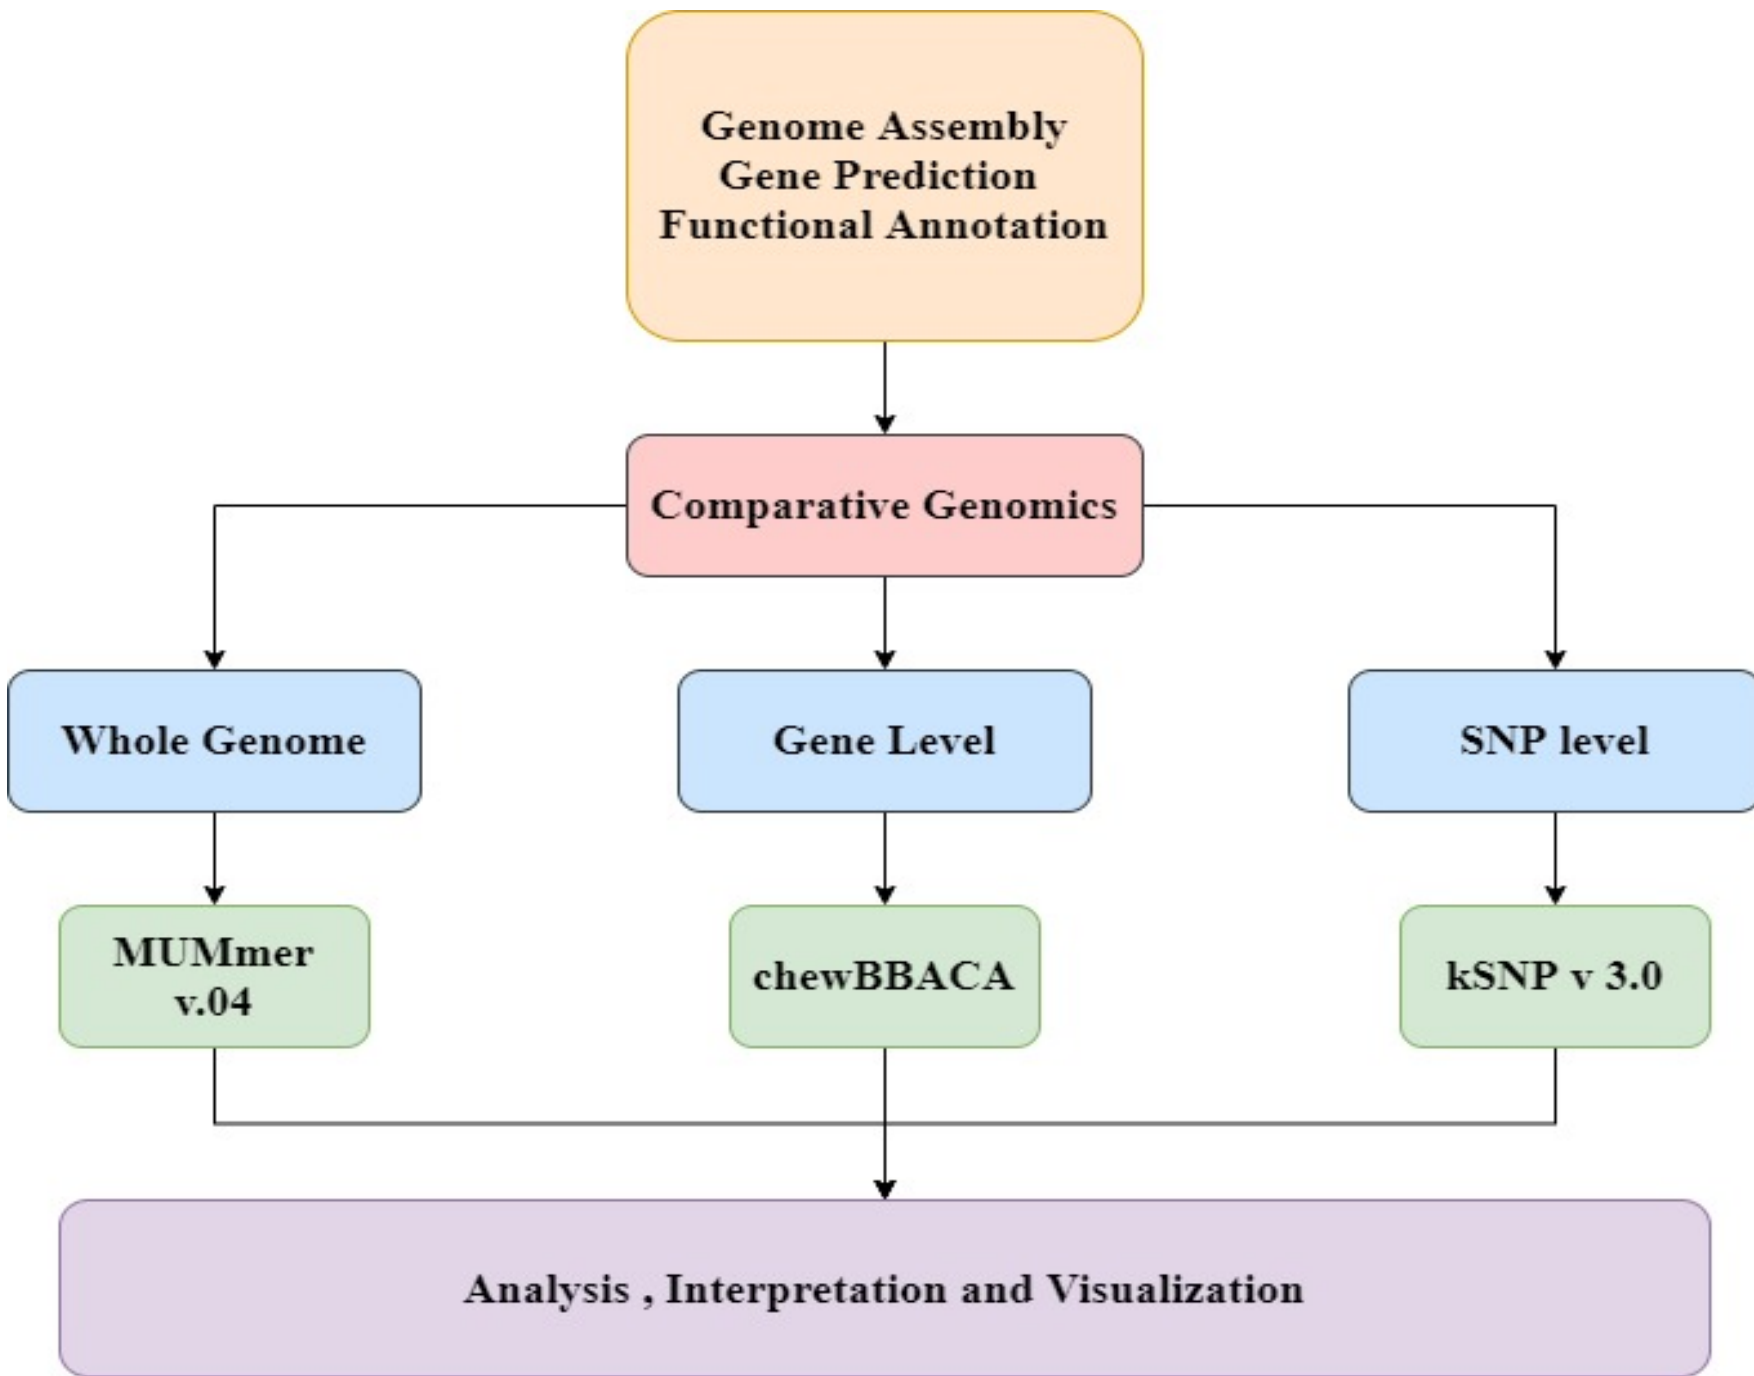 Genome Assembly
Gene Prediction
Functional Annotation
Comparative Genomics
Whole Genome
Gene Level
SNP level
MUMmer
v.04
chewBBACA
kSNP v 3.0
Analysis , Interpretation and Visualization